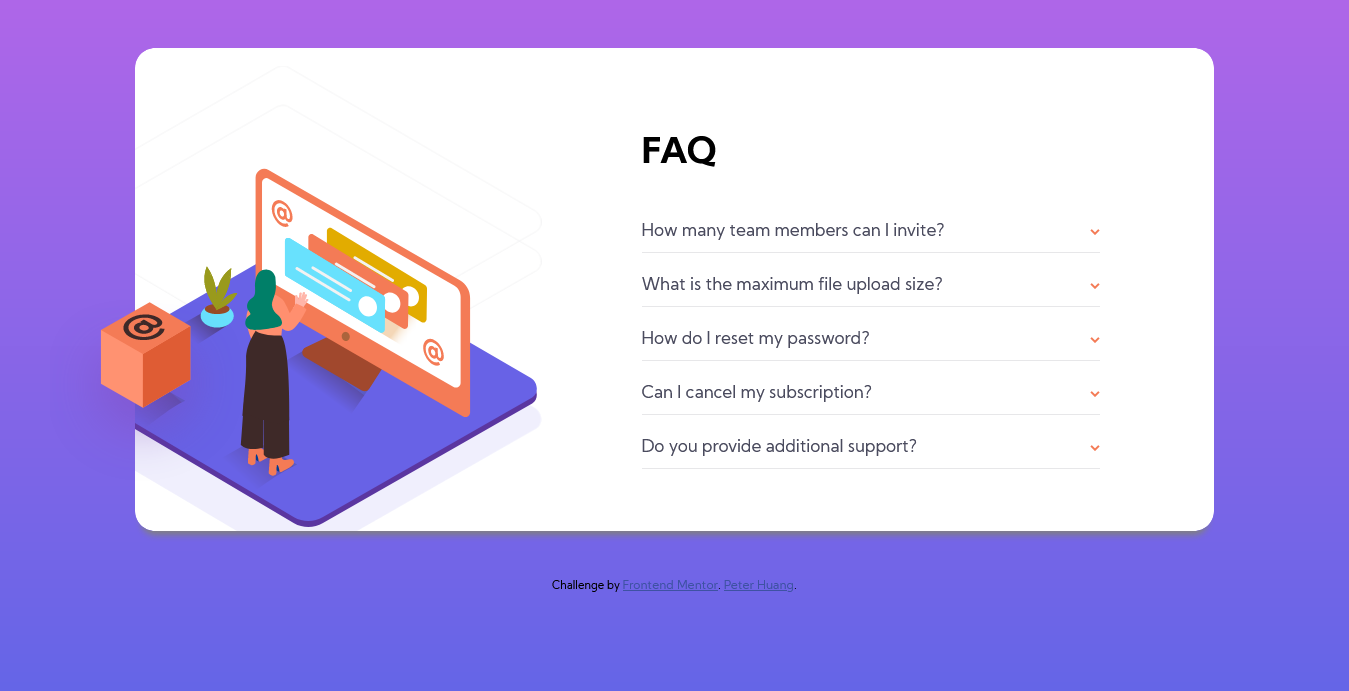 FAQ
How many team members can I invite?
What is the maximum file upload size?
How do I reset my password?
Can I cancel my subscription?
Do you provide additional support?
@
@
@
Challenge by Frontend Mentor. Peter Huang.